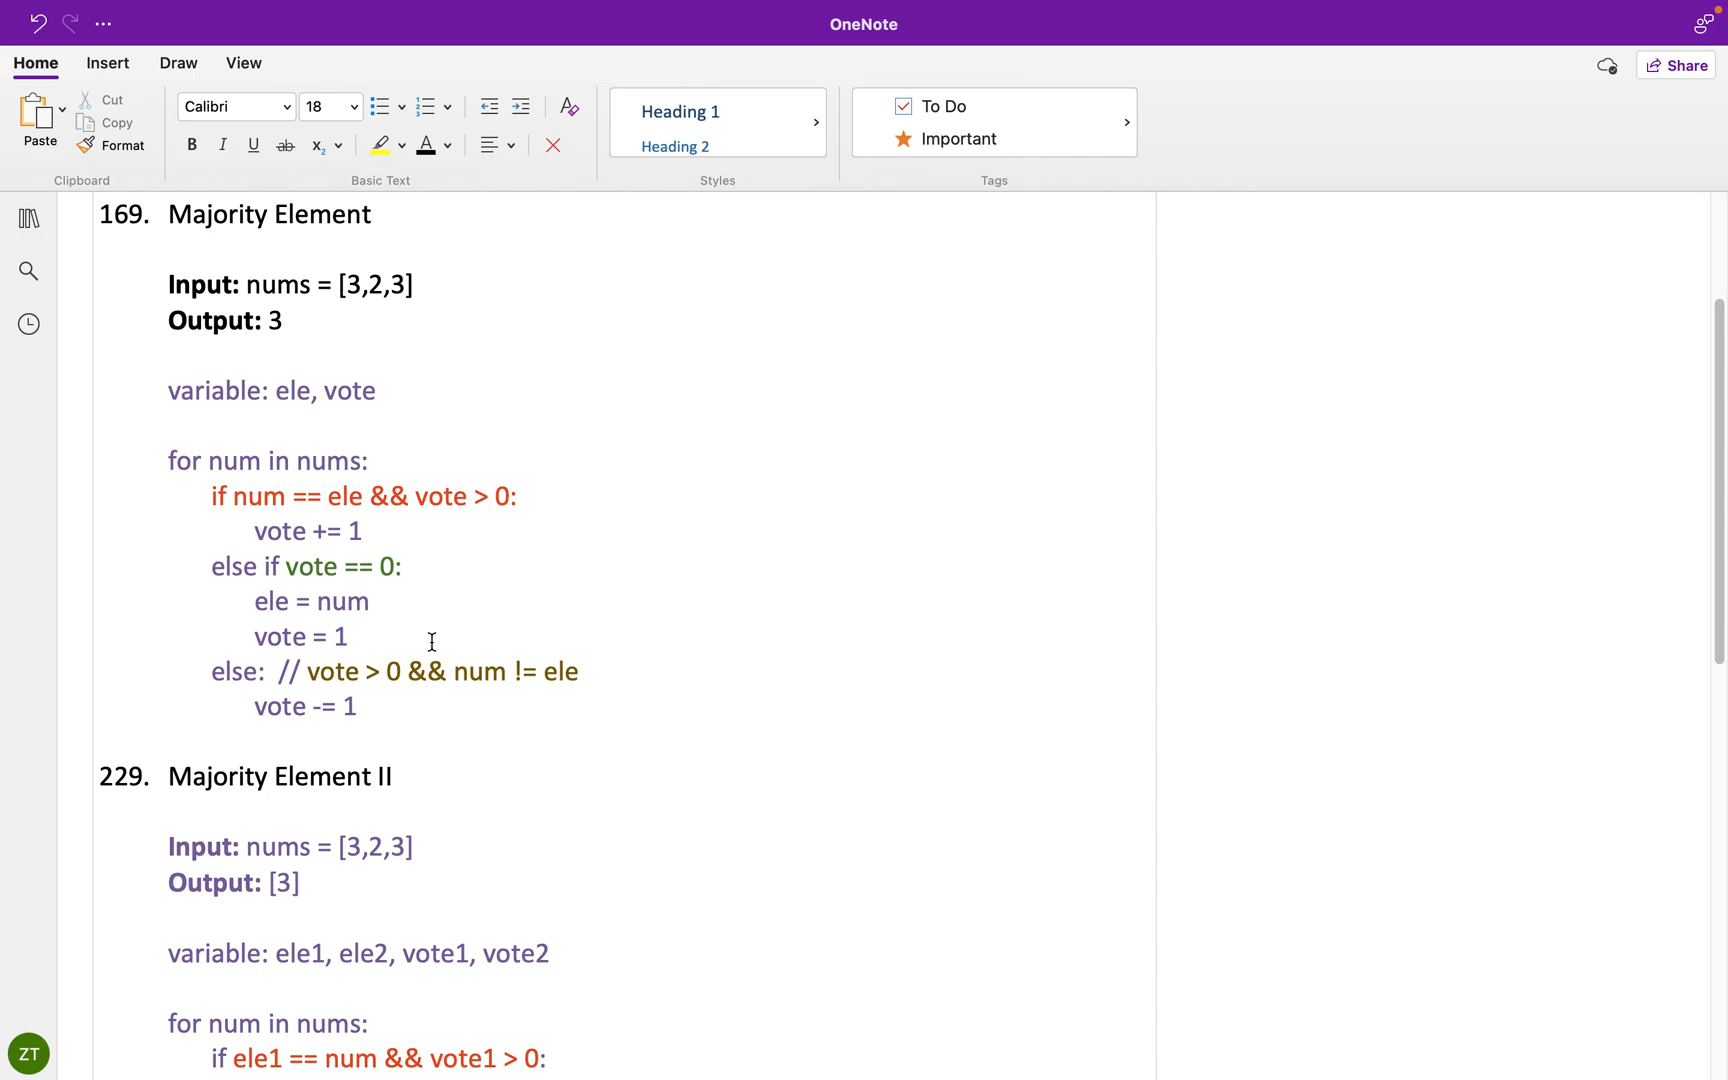 OneNote
Home Insert Draw View
Share
Paste
Cut
Copy
Format
Clipboard
Calibri 18
B I U ab x₂ A
Basic Text
Heading 1
Heading 2
Styles
To Do
Important
Tags
169. Majority Element
Input: nums = [3,2,3]
Output: 3
variable: ele, vote
for num in nums:
if num == ele && vote > 0:
vote += 1
else if vote == 0:
ele = num
vote = 1
else: // vote > 0 && num != ele
vote -= 1
229. Majority Element II
Input: nums = [3,2,3]
Output: [3]
variable: ele1, ele2, vote1, vote2
for num in nums:
if ele1 == num && vote1 > 0:
ZT